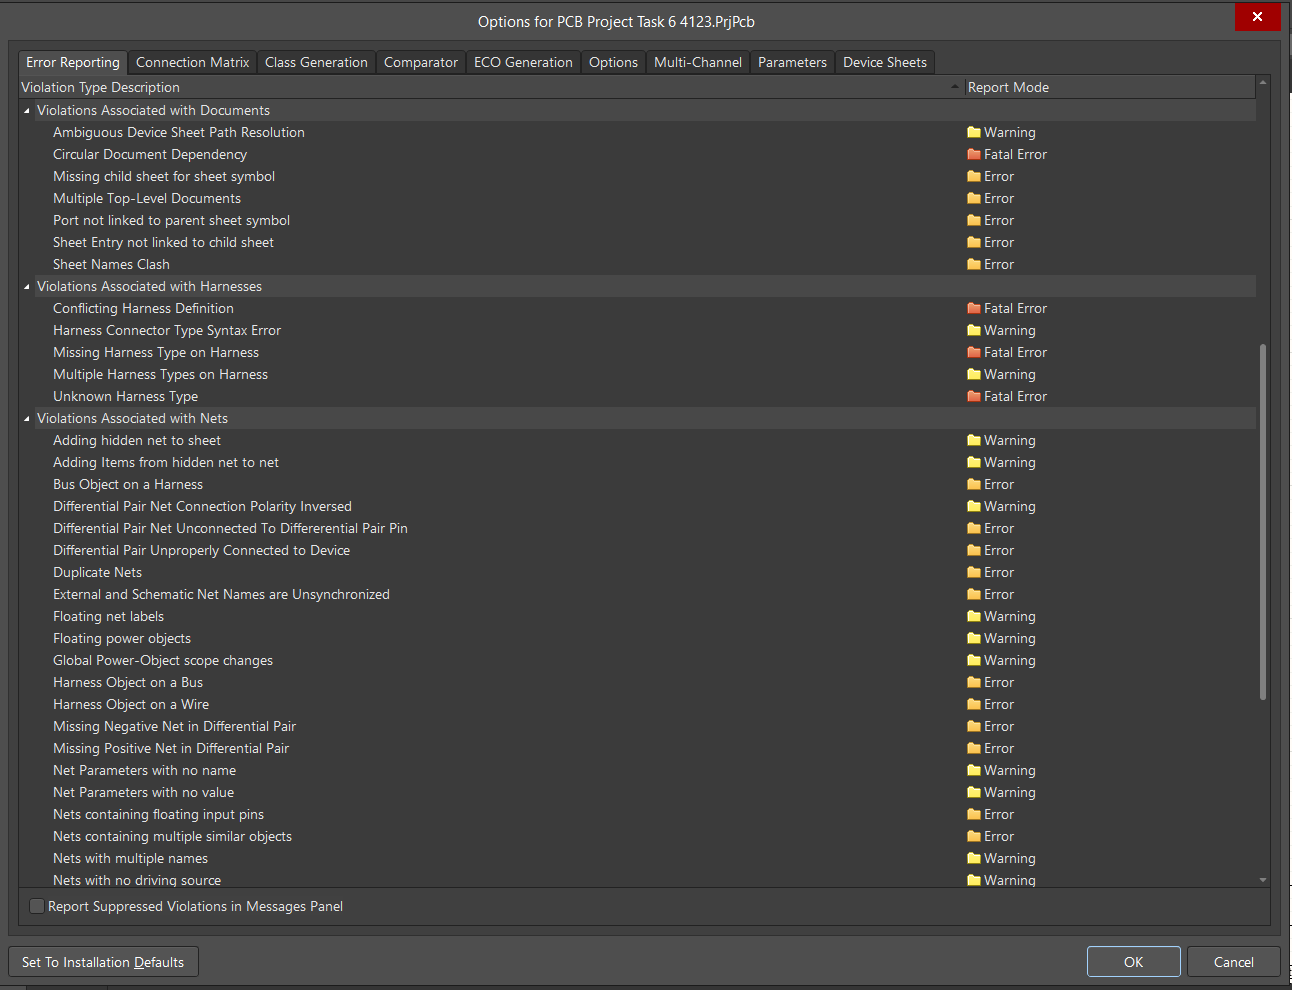 Options for PCB Project Task 6 4123.PrjPcb
Error Reporting Connection Matrix Class Generation Comparator ECO Generation Options Multi-Channel Parameters Device Sheets
Violation Type Description Report Mode
Violations Associated with Documents
Ambiguous Device Sheet Path Resolution Warning
Circular Document Dependency Fatal Error
Missing child sheet for sheet symbol Error
Multiple Top-Level Documents Error
Port not linked to parent sheet symbol Error
Sheet Entry not linked to child sheet Error
Sheet Names Clash Error
Violations Associated with Harnesses
Conflicting Harness Definition Fatal Error
Harness Connector Type Syntax Error Warning
Missing Harness Type on Harness Fatal Error
Multiple Harness Types on Harness Warning
Unknown Harness Type Fatal Error
Violations Associated with Nets
Adding hidden net to sheet Warning
Adding Items from hidden net to net Warning
Bus Object on a Harness Error
Differential Pair Net Connection Polarity Inversed Warning
Differential Pair Net Unconnected To Differerential Pair Pin Error
Differential Pair Unproperly Connected to Device Error
Duplicate Nets Error
External and Schematic Net Names are Unsynchronized Error
Floating net labels Warning
Floating power objects Warning
Global Power-Object scope changes Warning
Harness Object on a Bus Error
Harness Object on a Wire Error
Missing Negative Net in Differential Pair Error
Missing Positive Net in Differential Pair Error
Net Parameters with no name Warning
Net Parameters with no value Warning
Nets containing floating input pins Error
Nets containing multiple similar objects Error
Nets with multiple names Warning
Nets with no driving source Warning
Report Suppressed Violations in Messages Panel
Set To Installation Defaults OK Cancel